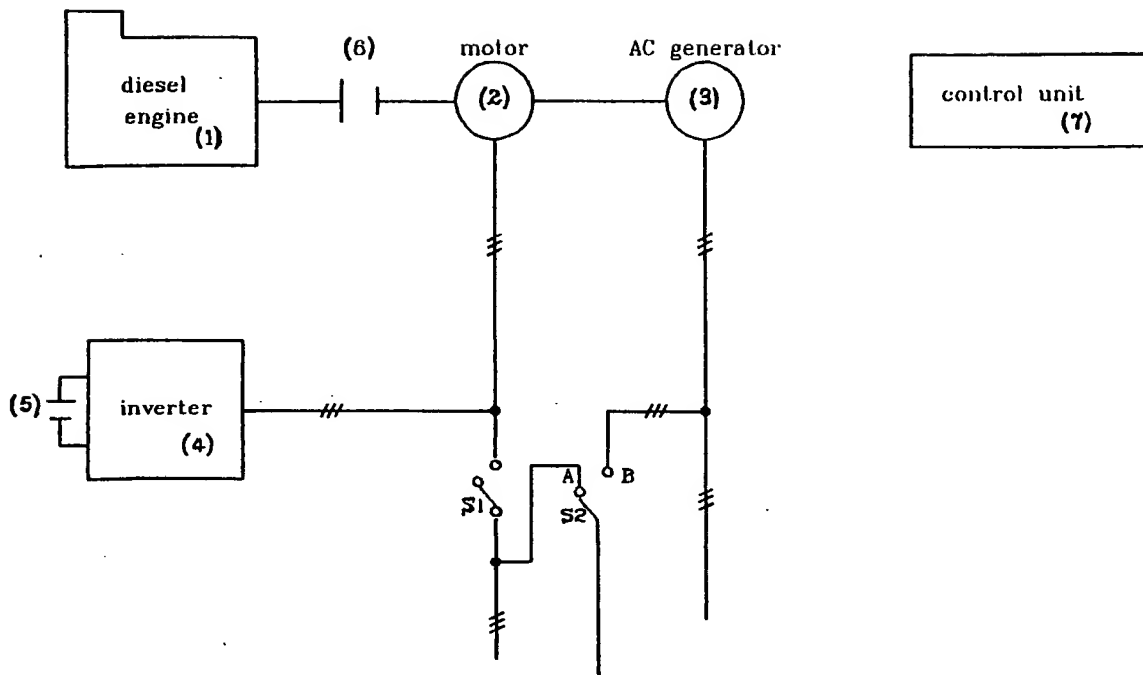 (6)
motor
AC generator
diesel
engine
(1)
(2)
(3)
control unit
(7)
(5)
inverter
(4)
A
B
S1
S2